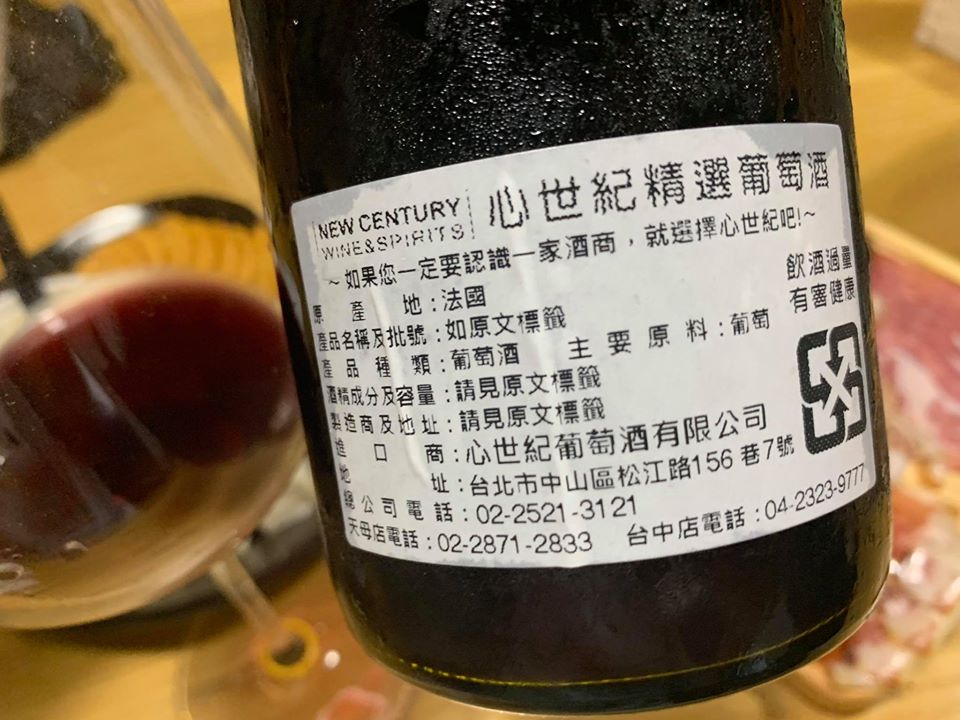 NEW CENTURY
WINE&SPIRITS
心世紀精選葡萄酒
~如果您一定要認識一家酒商，就選擇心世紀吧!~
原產地:法國
產品名稱及批號:如原文標籤
產品種類:葡萄酒 主要原料:葡萄
酒精成分及容量:請見原文標籤
製造商及地址:請見原文標籤
進口商:心世紀葡萄酒有限公司
地址:台北市中山區松江路156巷7號
總公司電話:02-2521-3121
天母店電話:02-2871-2833 台中店電話:04-2323-9777
飲酒過量
有害健康